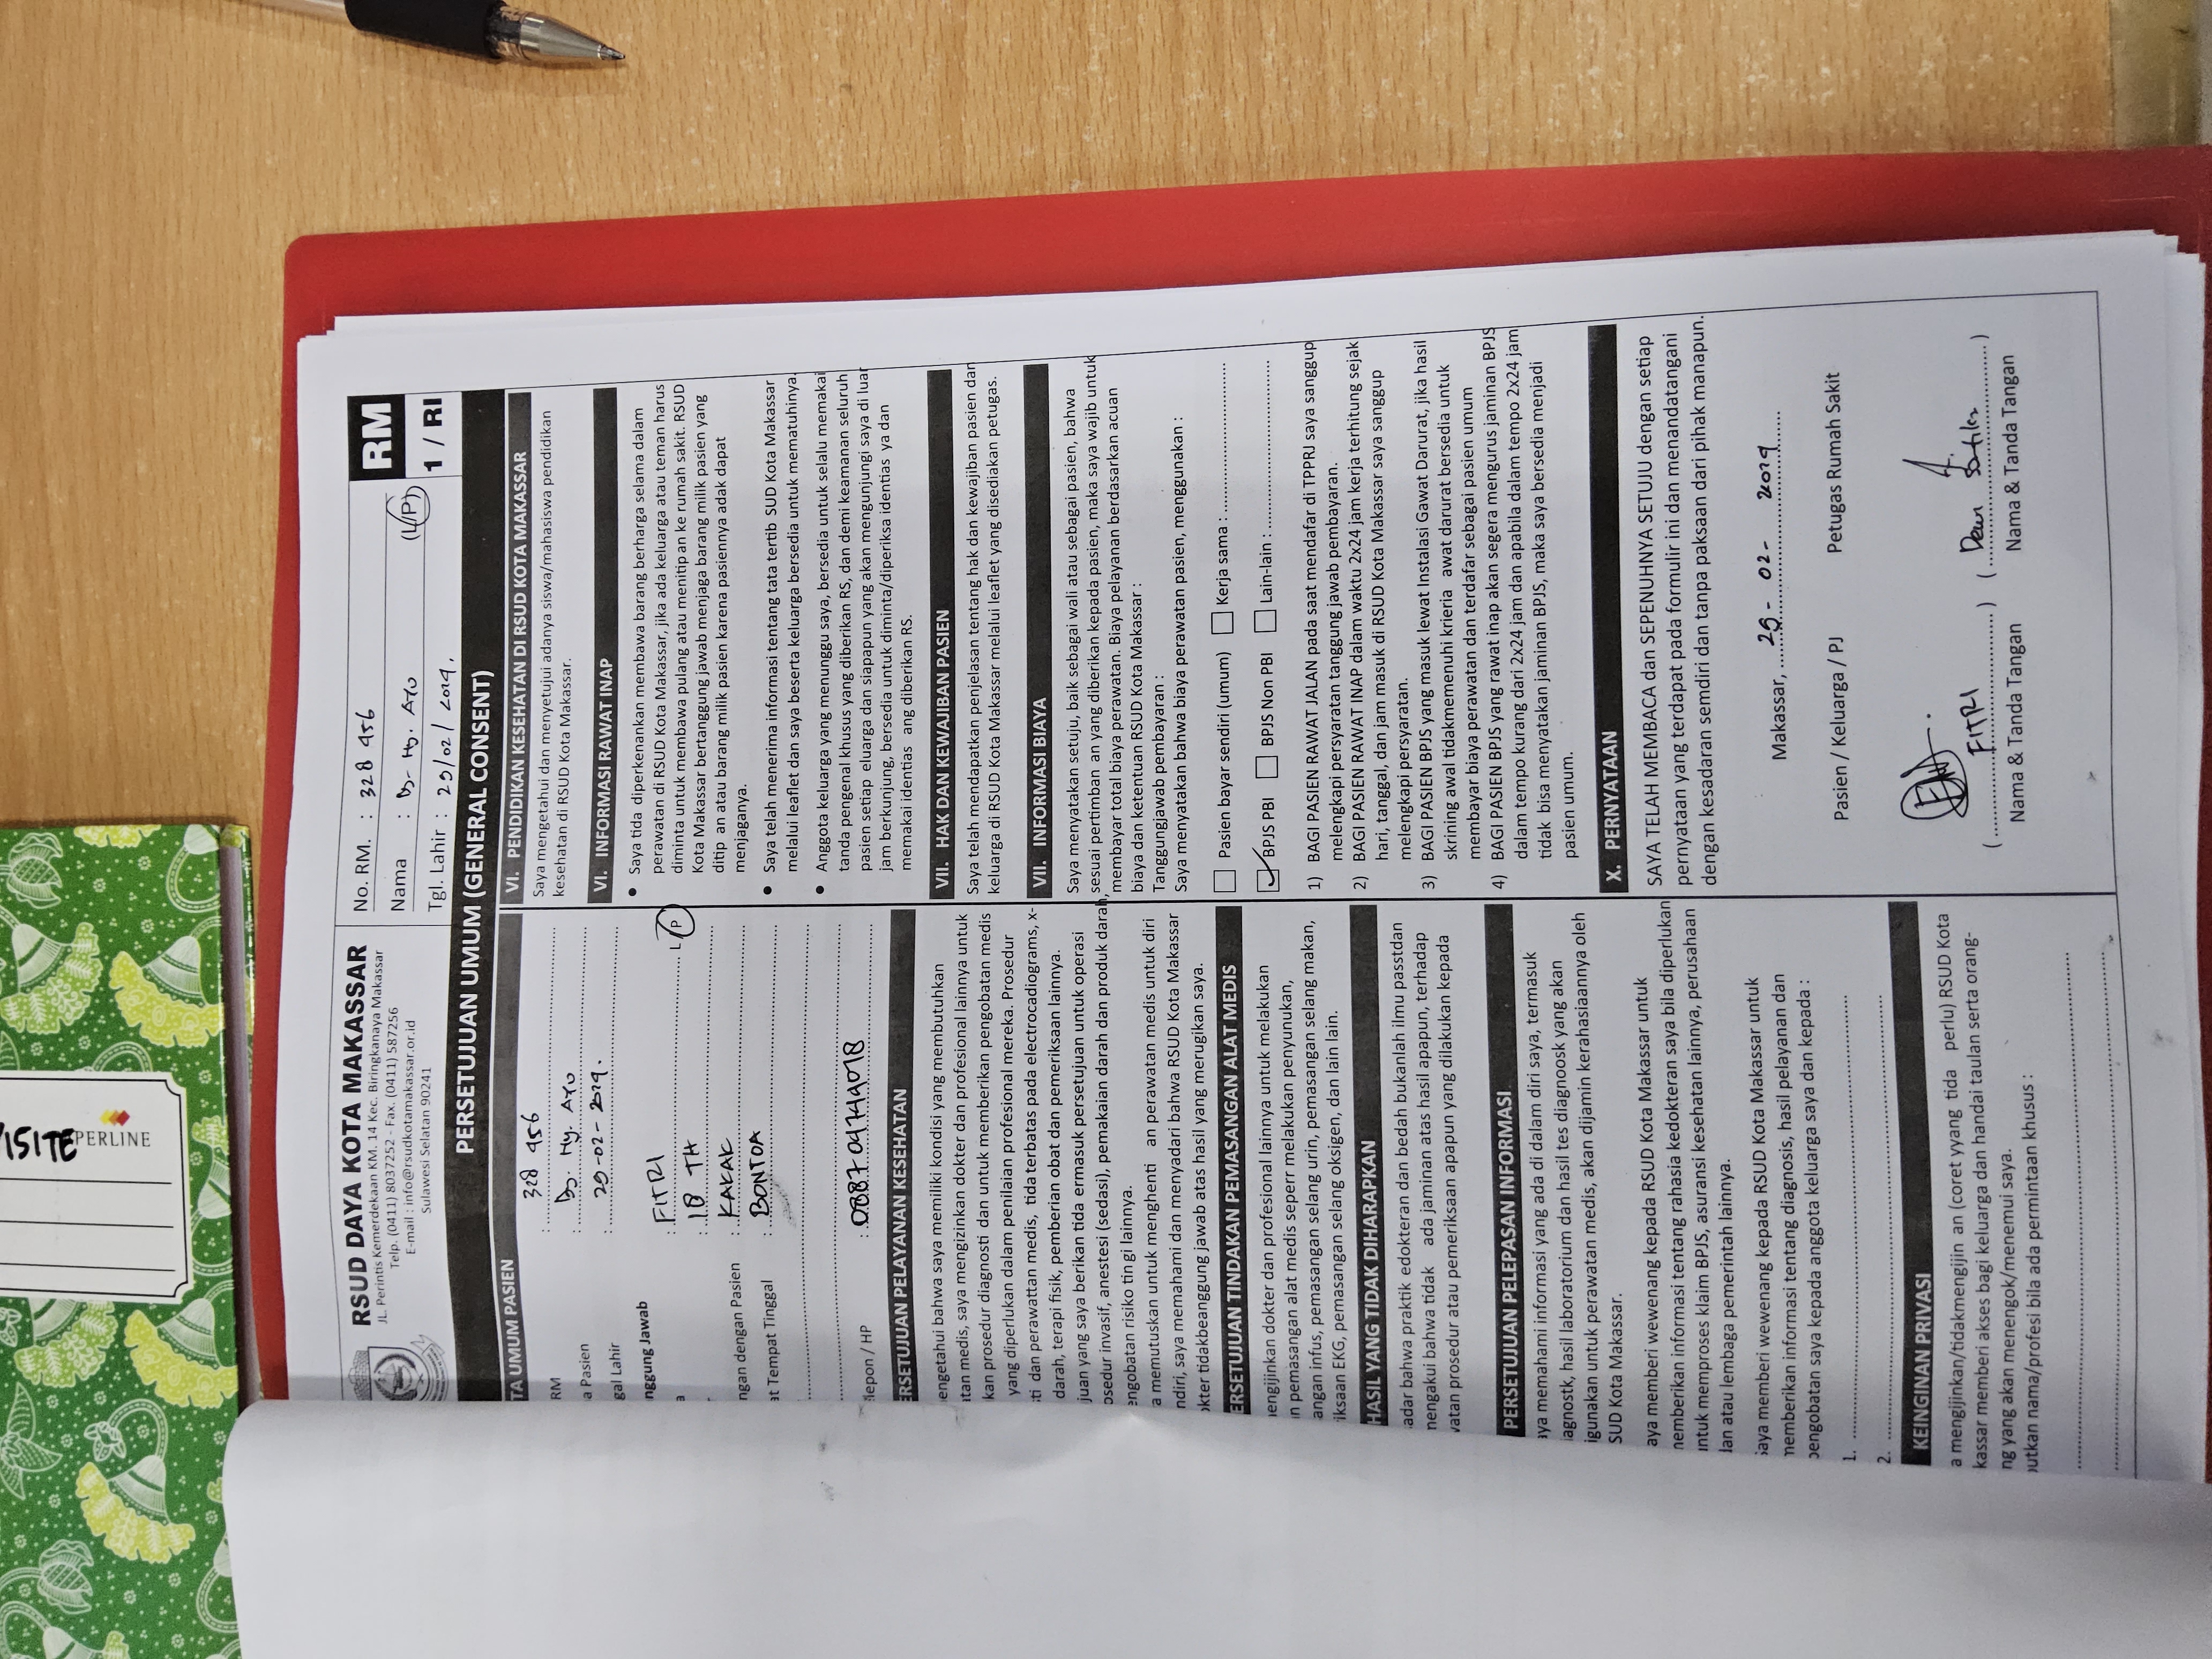 ISITE
PERLINE
RSUD DAYA KOTA MAKASSAR
JL. Perintis Kemerdekaan KM. 14 Kec. Biringkanaya Makassar
Telp. (0411) 8037252 - Fax. (0411) 587256
E-mail : info@rsudkotamakassar.or.id
Sulawesi Selatan 90241
No. RM. : 328 456
Nama : By. Ny. AYU (L/P)
Tgl. Lahir : 29/02/2024.
RM
1 / RI
PERSETUJUAN UMUM (GENERAL CONSENT)
TA UMUM PASIEN
RM : 328 456
a Pasien : By. Ny. AYU
gal Lahir : 29-02-2024.
nggung Jawab
a : FITRI L/P
: 18 TH
ngan dengan Pasien : KAKAK
at Tempat Tinggal : BONTOA
lepon / HP : 088704744078
ERSETUJUAN PELAYANAN KESEHATAN
engetahui bahwa saya memiliki kondisi yang membutuhkan
atan medis, saya mengizinkan dokter dan profesional lainnya untuk
kan prosedur diagnosti dan untuk memberikan pengobatan medis
yang diperlukan dalam penilaian profesional mereka. Prosedur
sti dan perawattan medis, tida terbatas pada electrocadiograms, x-
darah, terapi fisik, pemberian obat dan pemeriksaan lainnya.
juan yang saya berikan tida ermasuk persetujuan untuk operasi
osedur invasif, anestesi (sedasi), pemakaian darah dan produk darah,
engobatan risiko tin gi lainnya.
a memutuskan untuk menghenti an perawatan medis untuk diri
ndiri, saya memahami dan menyadari bahwa RSUD Kota Makassar
okter tidakbeanggung jawab atas hasil yang merugikan saya.
ERSETUJUAN TINDAKAN PEMASANGAN ALAT MEDIS
engijinkan dokter dan profesional lainnya untuk melakukan
n pemasangan alat medis seperr melakukan penyunukan,
angan infus, pemasangan selang urin, pemasangan selang makan,
iksaan EKG, pemasangan selang oksigen, dan lain lain.
HASIL YANG TIDAK DIHARAPKAN
adar bahwa praktik edokteran dan bedah bukanlah ilmu passtdan
mengakui bahwa tidak ada jaminan atas hasil apapun, terhadap
watan prosedur atau pemeriksaan apapun yang dilakukan kepada
PERSETUJUAN PELEPASAN INFORMASI
aya memahami informasi yang ada di dalam diri saya, termasuk
iagnostk, hasil laboratorium dan hasil tes diagnoosk yang akan
igunakan untuk perawatan medis, akan dijamin kerahasiaannya oleh
SUD Kota Makassar.
aya memberi wewenang kepada RSUD Kota Makassar untuk
memberikan informasi tentang rahasia kedokteran saya bila diperlukan
untuk memproses klaim BPJS, asuransi kesehatan lainnya, perusahaan
dan atau lembaga pemerintah lainnya.
Saya memberi wewenang kepada RSUD Kota Makassar untuk
memberikan informasi tentang diagnosis, hasil pelayanan dan
pengobatan saya kepada anggota keluarga saya dan kepada :
1.
2.
KEINGINAN PRIVASI
a mengijinkan/tidakmengijin an (coret yyang tida perlu) RSUD Kota
kassar memberi akses bagi keluarga dan handai taulan serta orang-
ng yang akan menengok/menemui saya.
utkan nama/profesi bila ada permintaan khusus :
VI. PENDIDIKAN KESEHATAN DI RSUD KOTA MAKASSAR
Saya mengetahui dan menyetujui adanya siswa/mahasiswa pendidikan
kesehatan di RSUD Kota Makassar.
VI. INFORMASI RAWAT INAP
• Saya tida diperkenankan membawa barang berharga selama dalam
perawatan di RSUD Kota Makassar, jika ada keluarga atau teman harus
diminta untuk membawa pulang atau menitip an ke rumah sakit. RSUD
Kota Makassar bertanggung jawab menjaga barang milik pasien yang
ditip an atau barang milik pasien karena pasiennya adak dapat
menjaganya.
• Saya telah menerima informasi tentang tata tertib SUD Kota Makassar
melalui leaflet dan saya beserta keluarga bersedia untuk mematuhinya.
• Anggota keluarga yang menunggu saya, bersedia untuk selalu memakai
tanda pengenal khusus yang diberikan RS, dan demi keamanan seluruh
pasien setiap eluarga dan siapapun yang akan mengunjungi saya di luar
jam berkunjung, bersedia untuk diminta/diperiksa identias ya dan
memakai identias ang diberikan RS.
VII. HAK DAN KEWAJIBAN PASIEN
Saya telah mendapatkan penjelasan tentang hak dan kewajiban pasien dan
keluarga di RSUD Kota Makassar melalui leaflet yang disediakan petugas.
VII. INFORMASI BIAYA
Saya menyatakan setuju, baik sebagai wali atau sebagai pasien, bahwa
sesuai pertimban an yang diberikan kepada pasien, maka saya wajib untuk
membayar total biaya perawatan. Biaya pelayanan berdasarkan acuan
biaya dan ketentuan RSUD Kota Makassar :
Tanggungjawab pembayaran :
Saya menyatakan bahwa biaya perawatan pasien, menggunakan :
Pasien bayar sendiri (umum) Kerja sama :
BPJS PBI BPJS Non PBI Lain-lain :
1) BAGI PASIEN RAWAT JALAN pada saat mendafar di TPPRJ saya sanggup
melengkapi persyaratan tanggung jawab pembayaran.
2) BAGI PASIEN RAWAT INAP dalam waktu 2x24 jam kerja terhitung sejak
hari, tanggal, dan jam masuk di RSUD Kota Makassar saya sanggup
melengkapi persyaratan.
3) BAGI PASIEN BPJS yang masuk lewat Instalasi Gawat Darurat, jika hasil
skrining awal tidakmemenuhi krieria awat darurat bersedia untuk
membayar biaya perawatan dan terdafar sebagai pasien umum
4) BAGI PASIEN BPJS yang rawat inap akan segera mengurus jaminan BPJS
dalam tempo kurang dari 2x24 jam dan apabila dalam tempo 2x24 jam
tidak bisa menyatakan jaminan BPJS, maka saya bersedia menjadi
pasien umum.
X. PERNYATAAN
SAYA TELAH MEMBACA dan SEPENUHNYA SETUJU dengan setiap
pernyataan yang terdapat pada formulir ini dan menandatangani
dengan kesadaran semdiri dan tanpa paksaan dari pihak manapun.
Makassar, 29-02-2024
Pasien / Keluarga / PJ Petugas Rumah Sakit
( FITRI ) ( Dewi )
Nama & Tanda Tangan Nama & Tanda Tangan